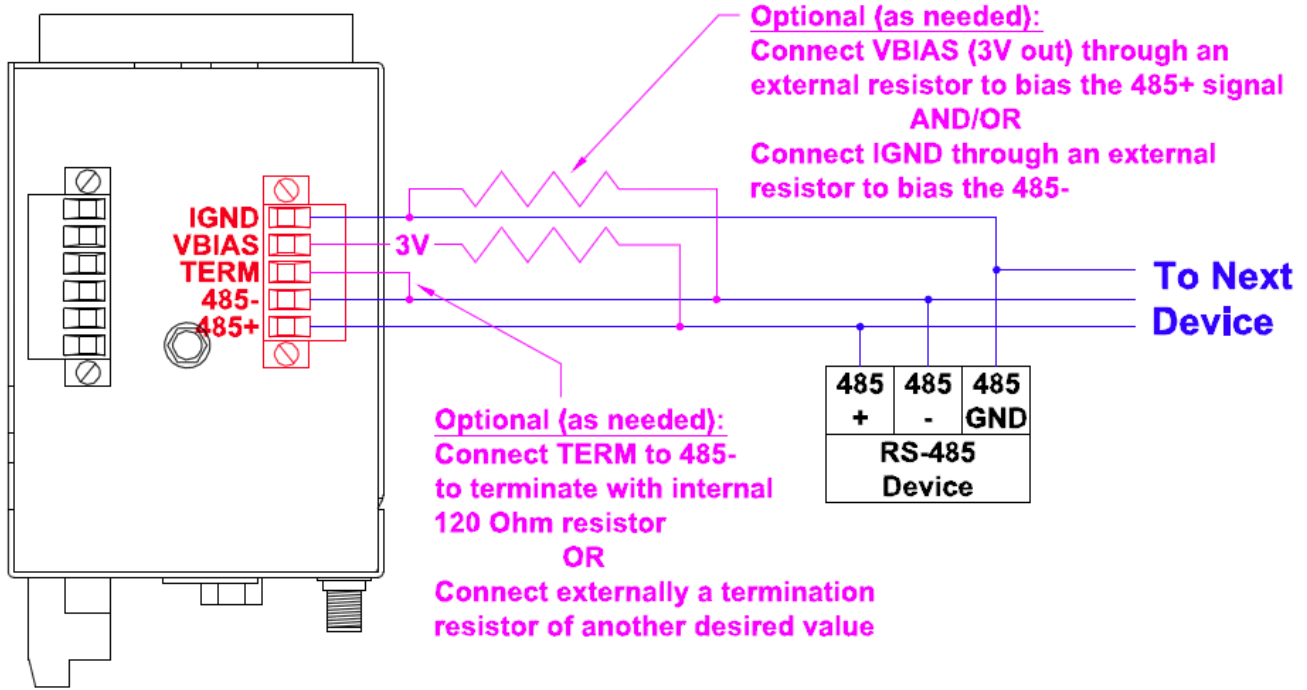 Optional (as needed):
Connect VBIAS (3V out) through an
external resistor to bias the 485+ signal
AND/OR
Connect IGND through an external
resistor to bias the 485-
IGND
VBIAS
3V
TERM
485-
485+
To Next
Device
485 485 485
+ - GND
RS-485
Device
Optional (as needed):
Connect TERM to 485-
to terminate with internal
120 Ohm resistor
OR
Connect externally a termination
resistor of another desired value